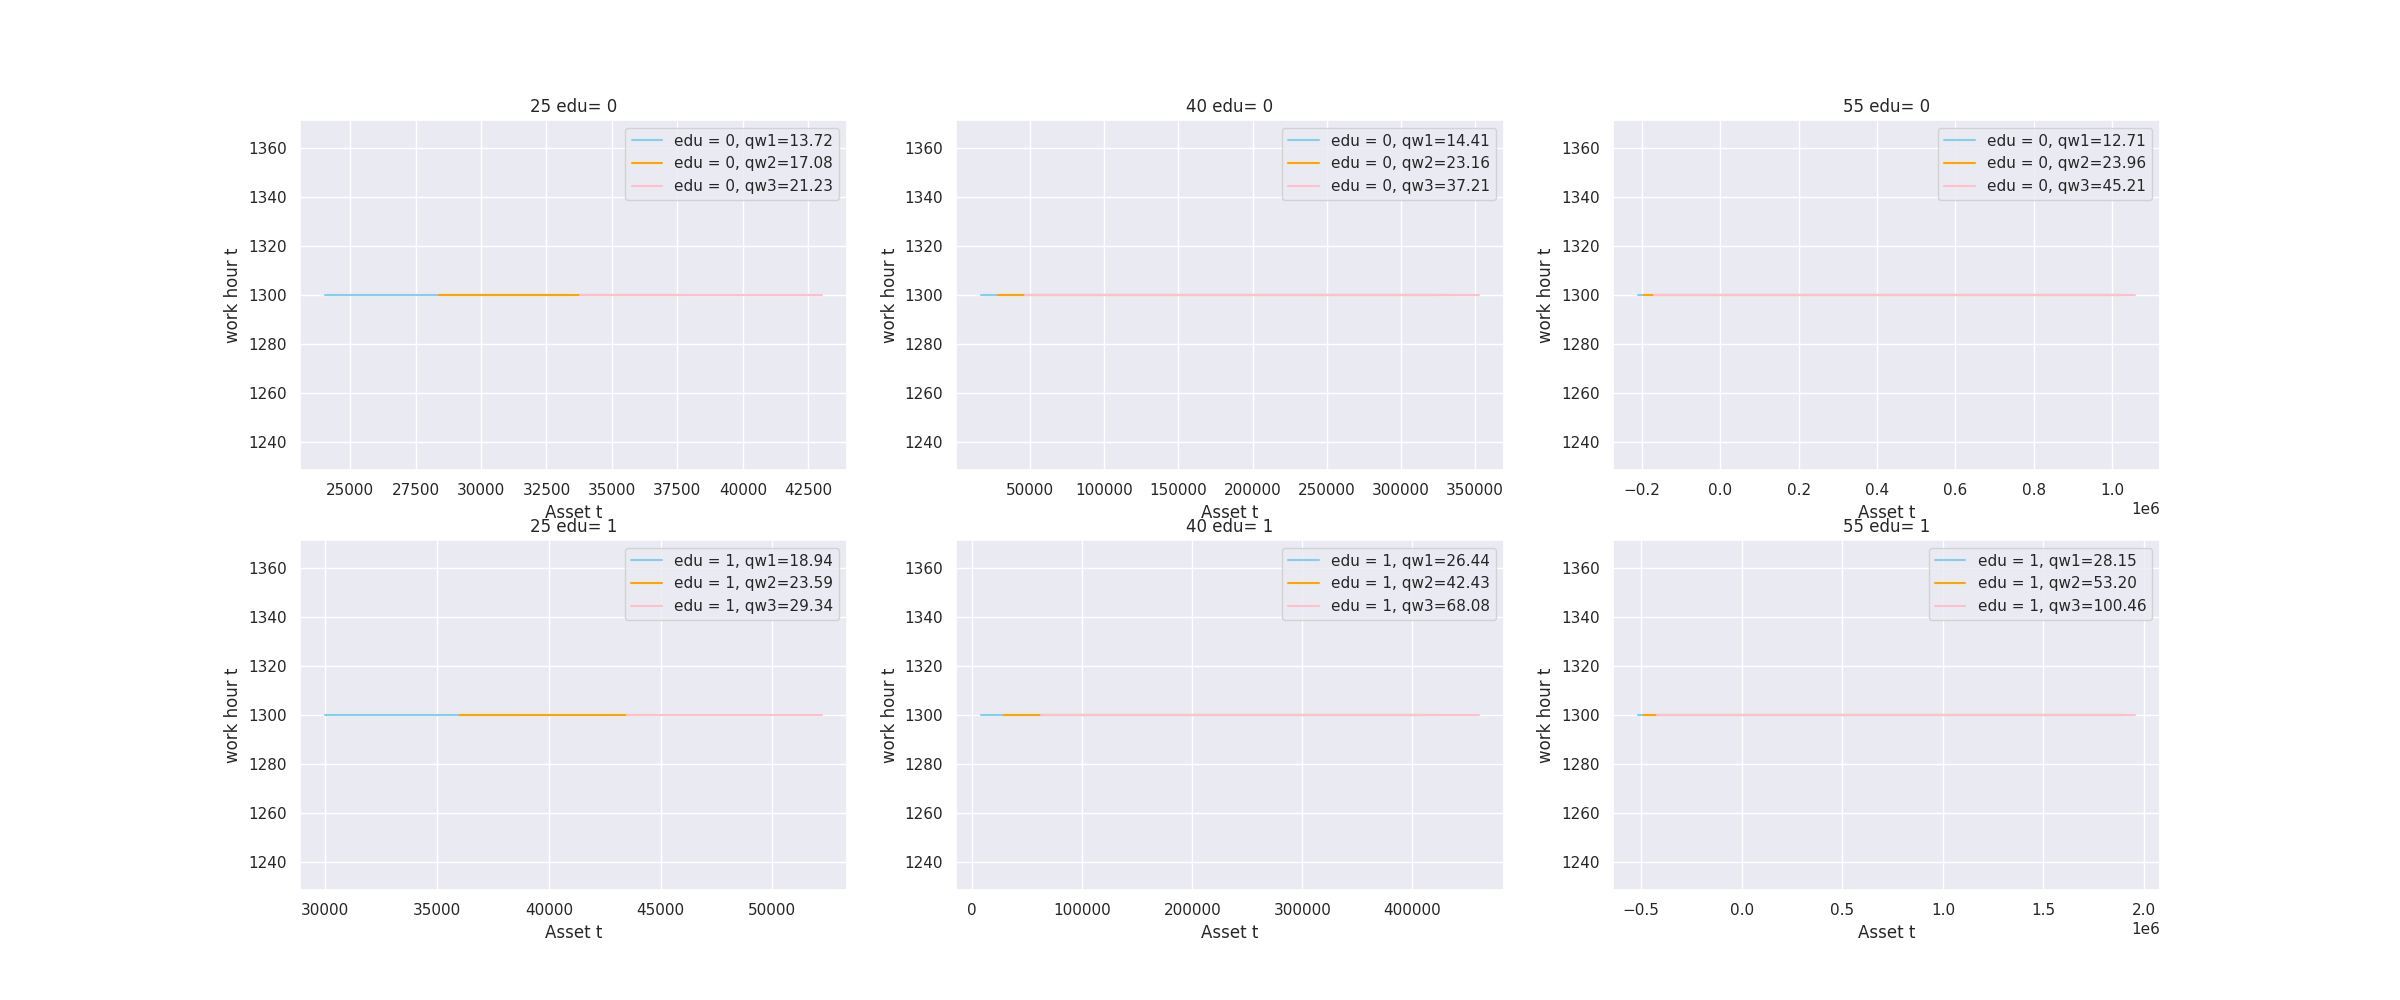 25 edu= 0
work hour t
1360
1340
1320
1300
1280
1260
1240
edu = 0, qw1=13.72
edu = 0, qw2=17.08
edu = 0, qw3=21.23
25000 27500 30000 32500 35000 37500 40000 42500
Asset t
40 edu= 0
work hour t
1360
1340
1320
1300
1280
1260
1240
edu = 0, qw1=14.41
edu = 0, qw2=23.16
edu = 0, qw3=37.21
50000 100000 150000 200000 250000 300000 350000
Asset t
55 edu= 0
work hour t
1360
1340
1320
1300
1280
1260
1240
edu = 0, qw1=12.71
edu = 0, qw2=23.96
edu = 0, qw3=45.21
−0.2 0.0 0.2 0.4 0.6 0.8 1.0
1e6
Asset t
25 edu= 1
work hour t
1360
1340
1320
1300
1280
1260
1240
edu = 1, qw1=18.94
edu = 1, qw2=23.59
edu = 1, qw3=29.34
30000 35000 40000 45000 50000
Asset t
40 edu= 1
work hour t
1360
1340
1320
1300
1280
1260
1240
edu = 1, qw1=26.44
edu = 1, qw2=42.43
edu = 1, qw3=68.08
0 100000 200000 300000 400000
Asset t
55 edu= 1
work hour t
1360
1340
1320
1300
1280
1260
1240
edu = 1, qw1=28.15
edu = 1, qw2=53.20
edu = 1, qw3=100.46
−0.5 0.0 0.5 1.0 1.5 2.0
1e6
Asset t